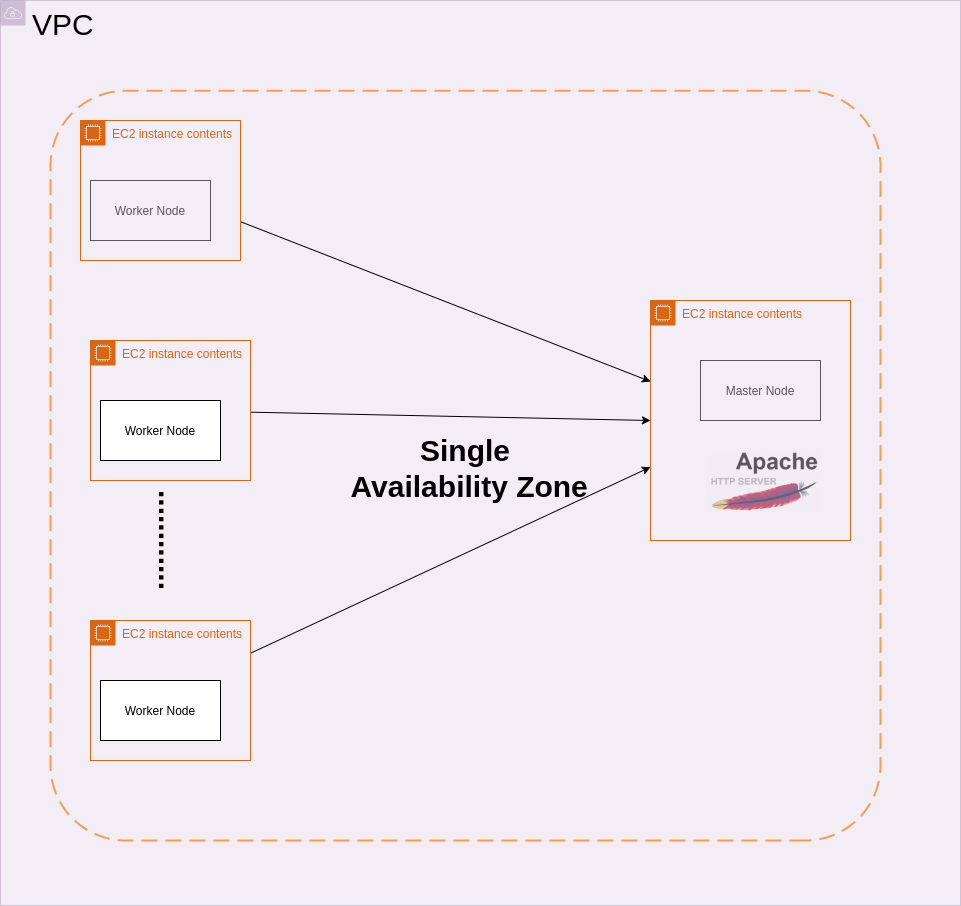 VPC
EC2 instance contents
Worker Node
EC2 instance contents
Master Node
EC2 instance contents
Worker Node
Single
Availability Zone
Apache
HTTP SERVER
EC2 instance contents
Worker Node